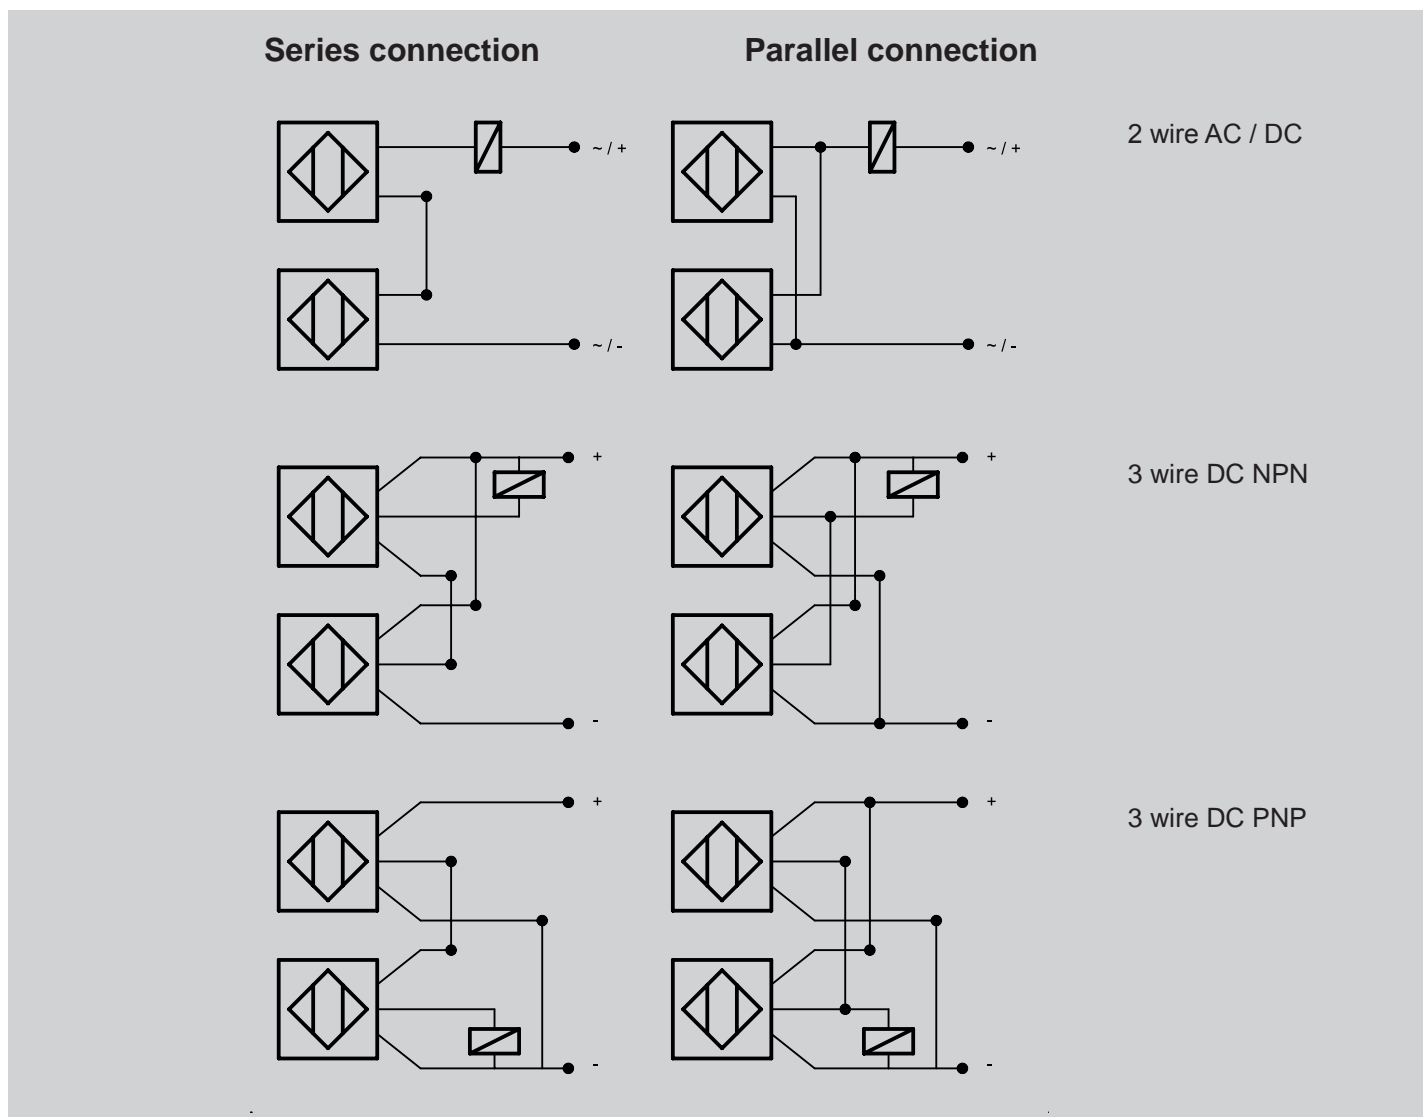 Series connection
Parallel connection
~ / +
~ / +
2 wire AC / DC
~ / -
~ / -
+
+
3 wire DC NPN
-
-
+
+
3 wire DC PNP
-
-